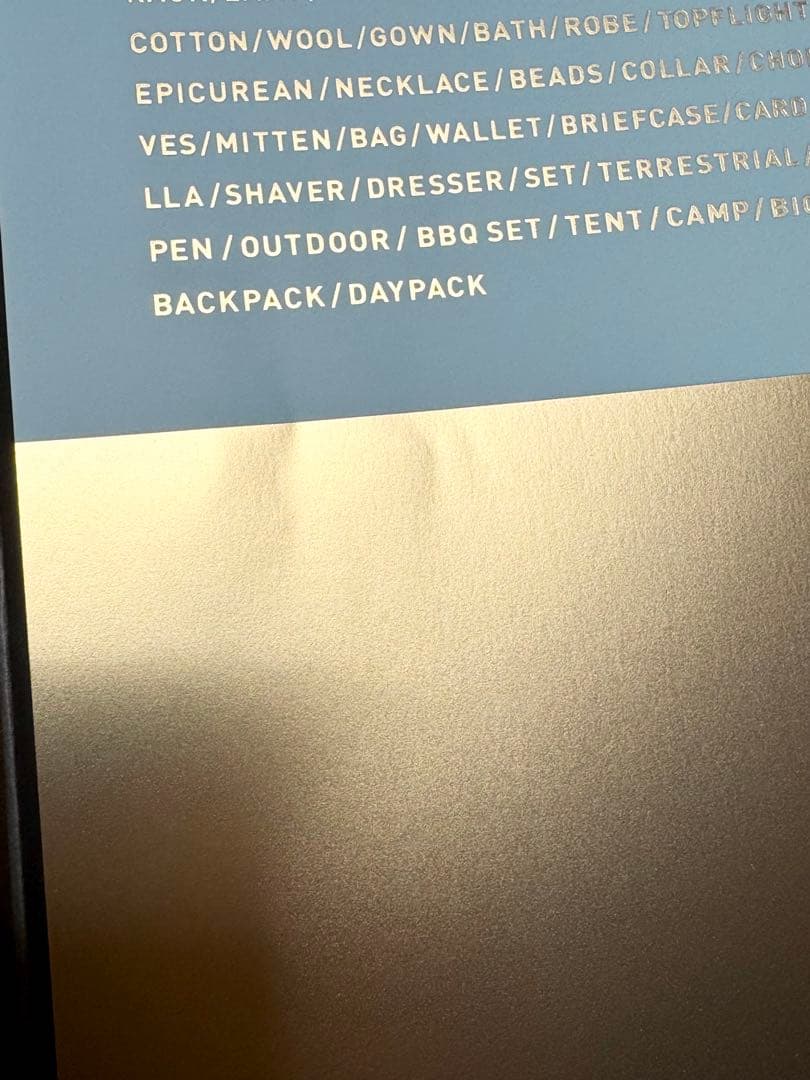 COTTON/WOOL/GOWN/BATH/ROBE/TOPFLIGHT
EPICUREAN/NECKLACE/BEADS/COLLAR/
VES/MITTEN/BAG/WALLET/BRIEFCASE/CARD
LLA/SHAVER/DRESSER/SET/TERRESTRIAL/
PEN/OUTDOOR/BBQ SET/TENT/CAMP/
BACKPACK/DAYPACK